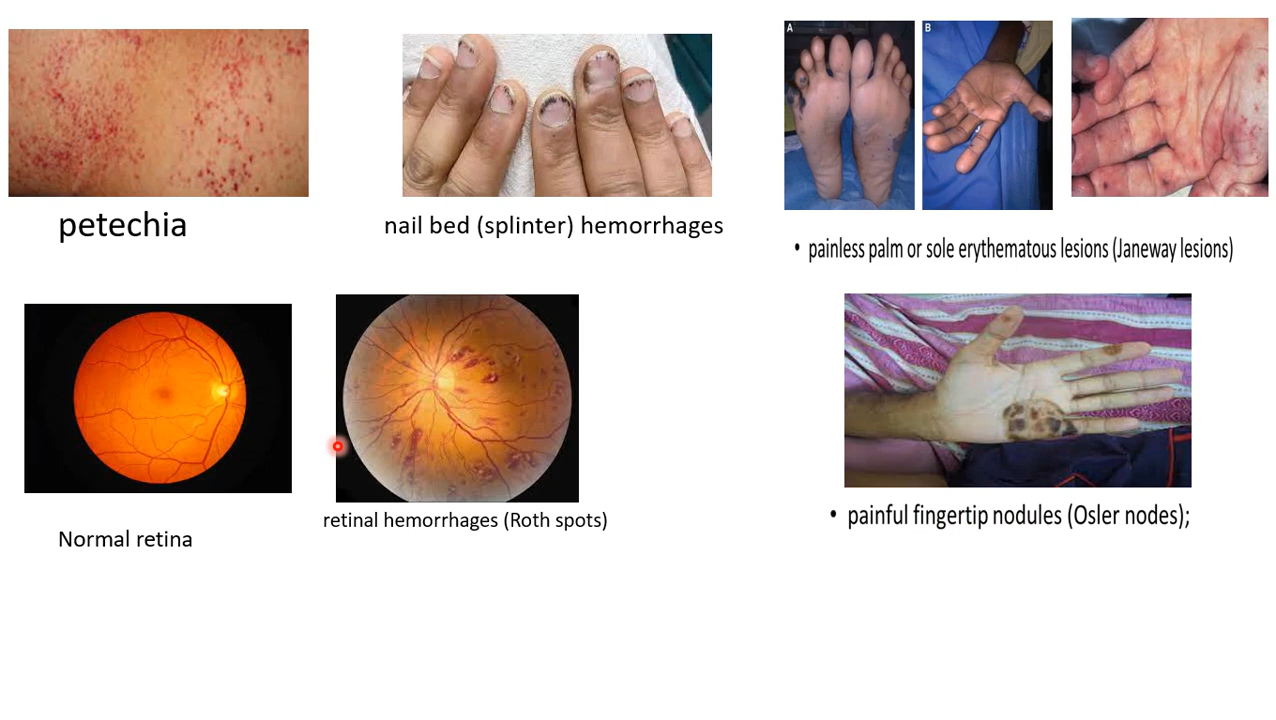 A
B
petechia
nail bed (splinter) hemorrhages
• painless palm or sole erythematous lesions (Janeway lesions)
retinal hemorrhages (Roth spots)
Normal retina
• painful fingertip nodules (Osler nodes);